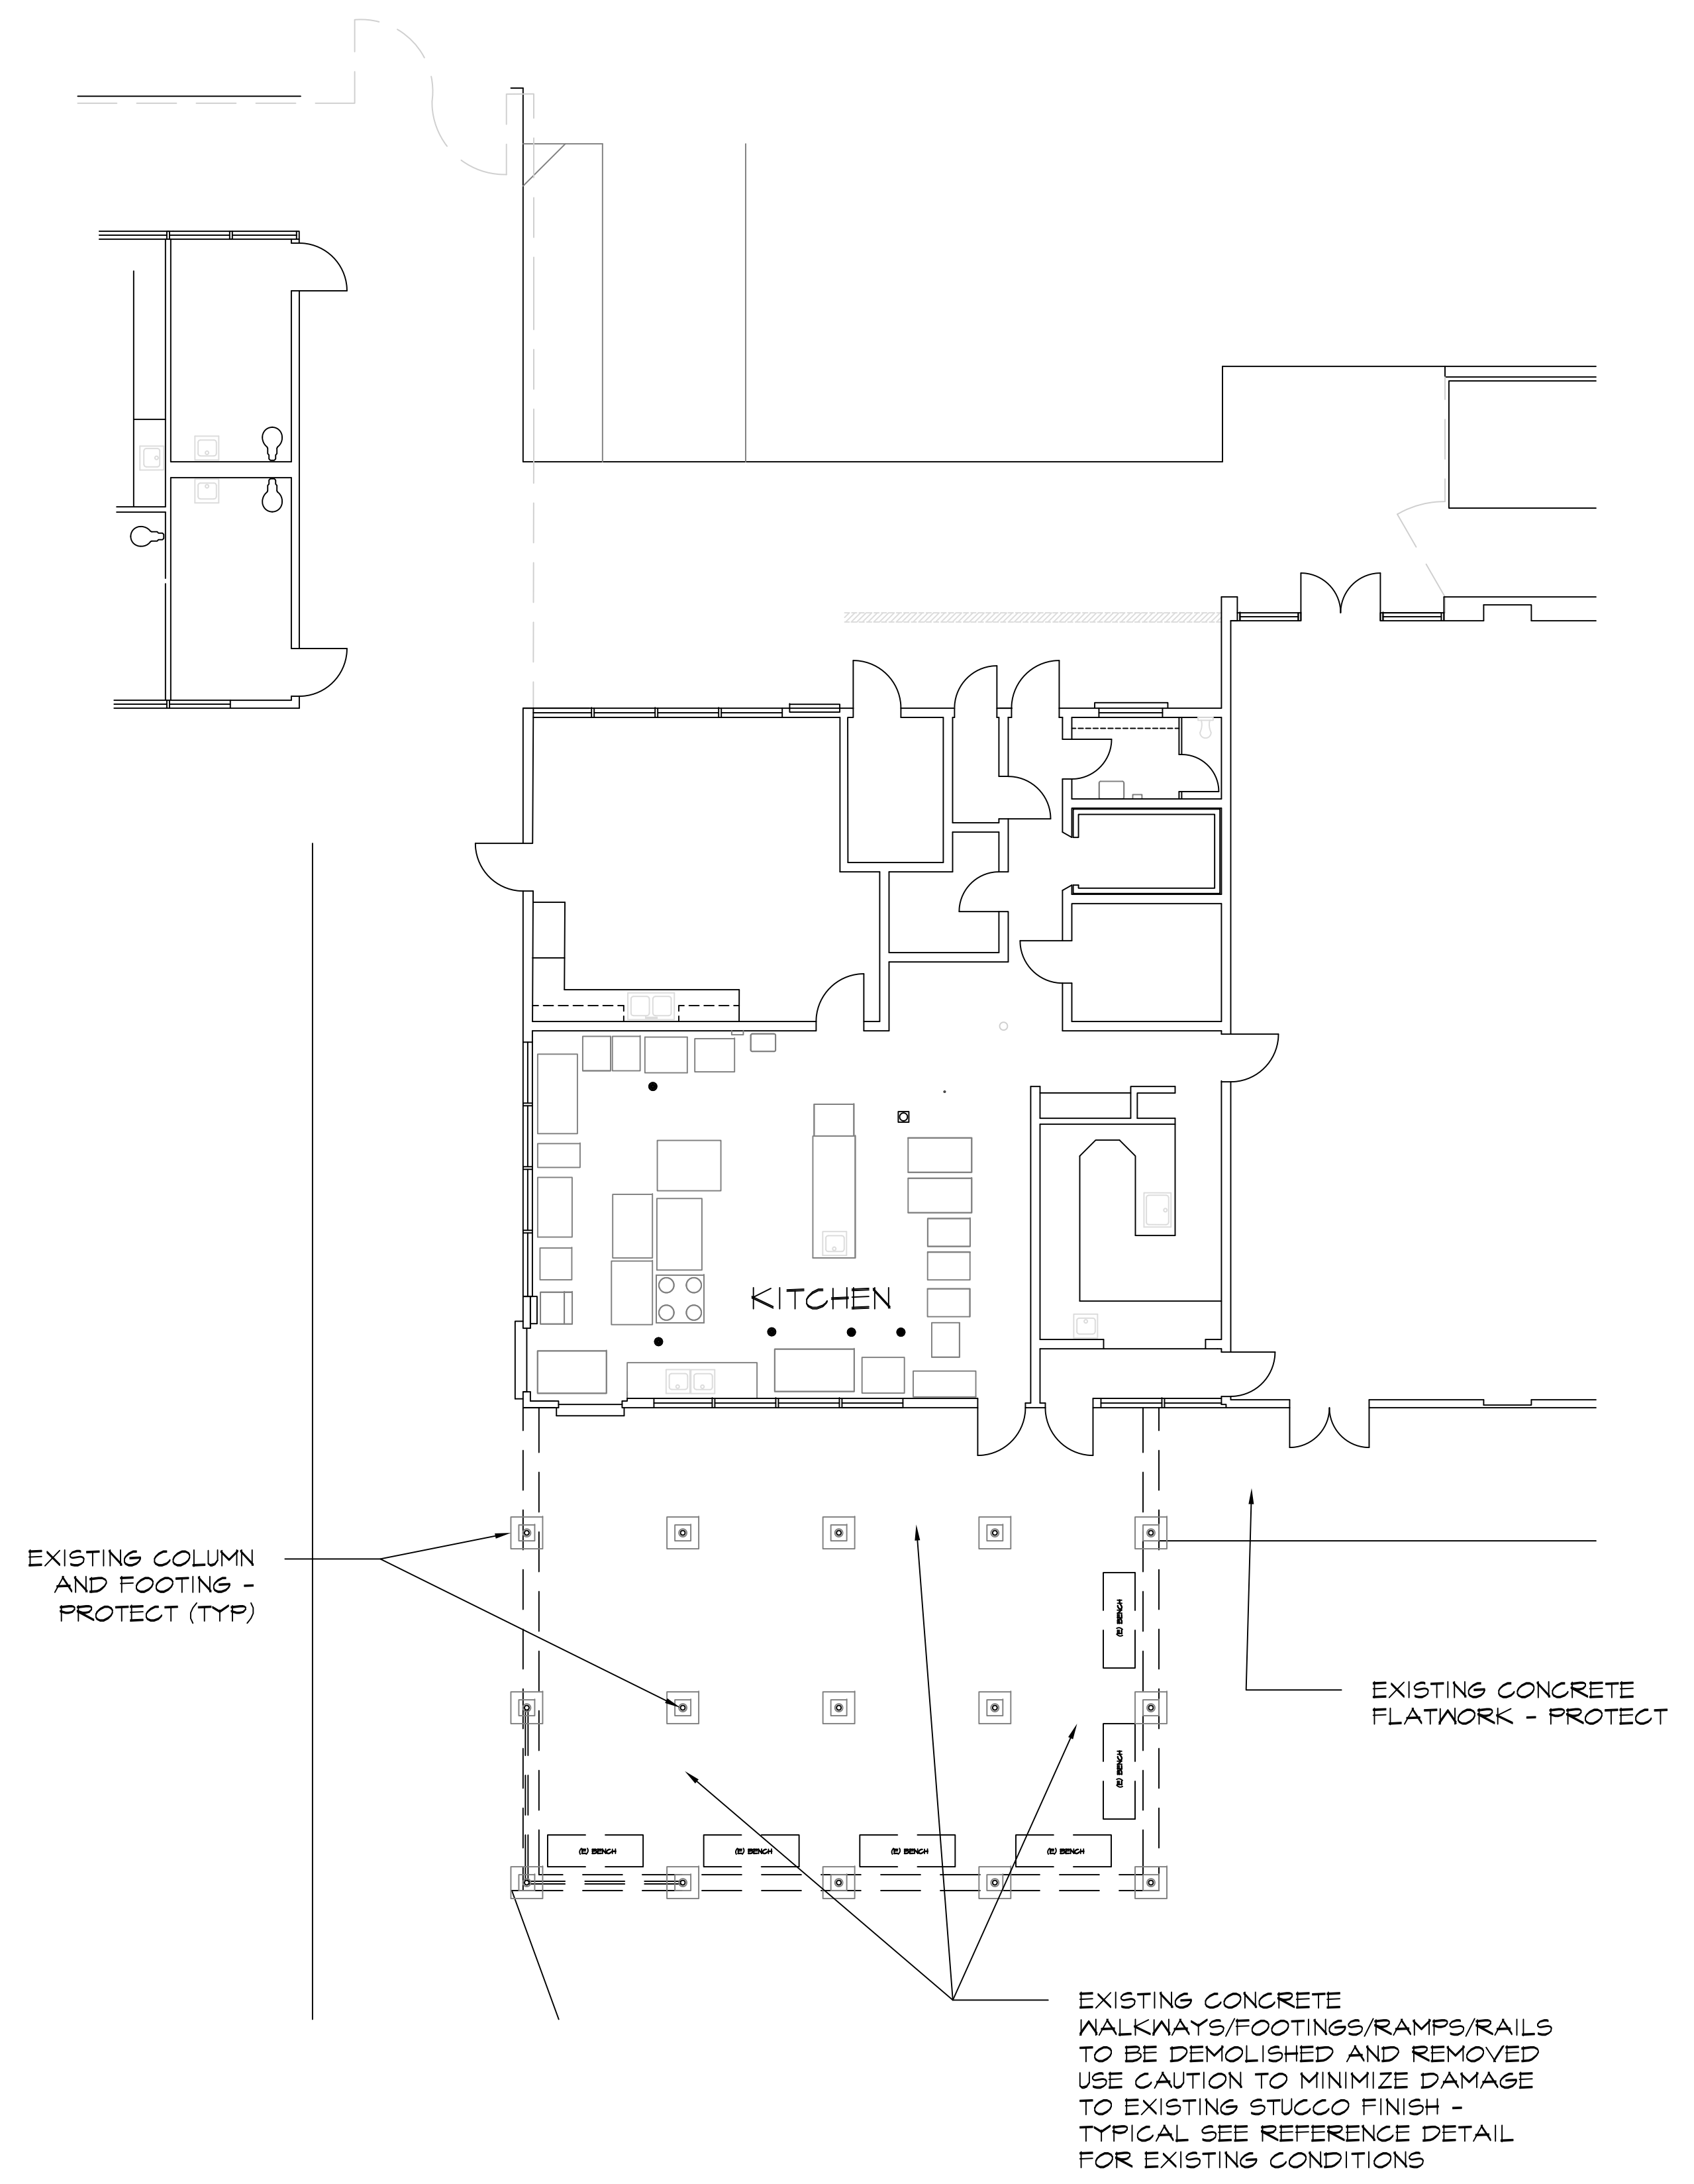 KITCHEN
EXISTING COLUMN
AND FOOTING -
PROTECT (TYP)
(E) BENCH
EXISTING CONCRETE
FLATWORK - PROTECT
(E) BENCH
(E) BENCH
(E) BENCH
(E) BENCH
(E) BENCH
EXISTING CONCRETE
WALKWAYS/FOOTINGS/RAMPS/RAILS
TO BE DEMOLISHED AND REMOVED
USE CAUTION TO MINIMIZE DAMAGE
TO EXISTING STUCCO FINISH -
TYPICAL SEE REFERENCE DETAIL
FOR EXISTING CONDITIONS